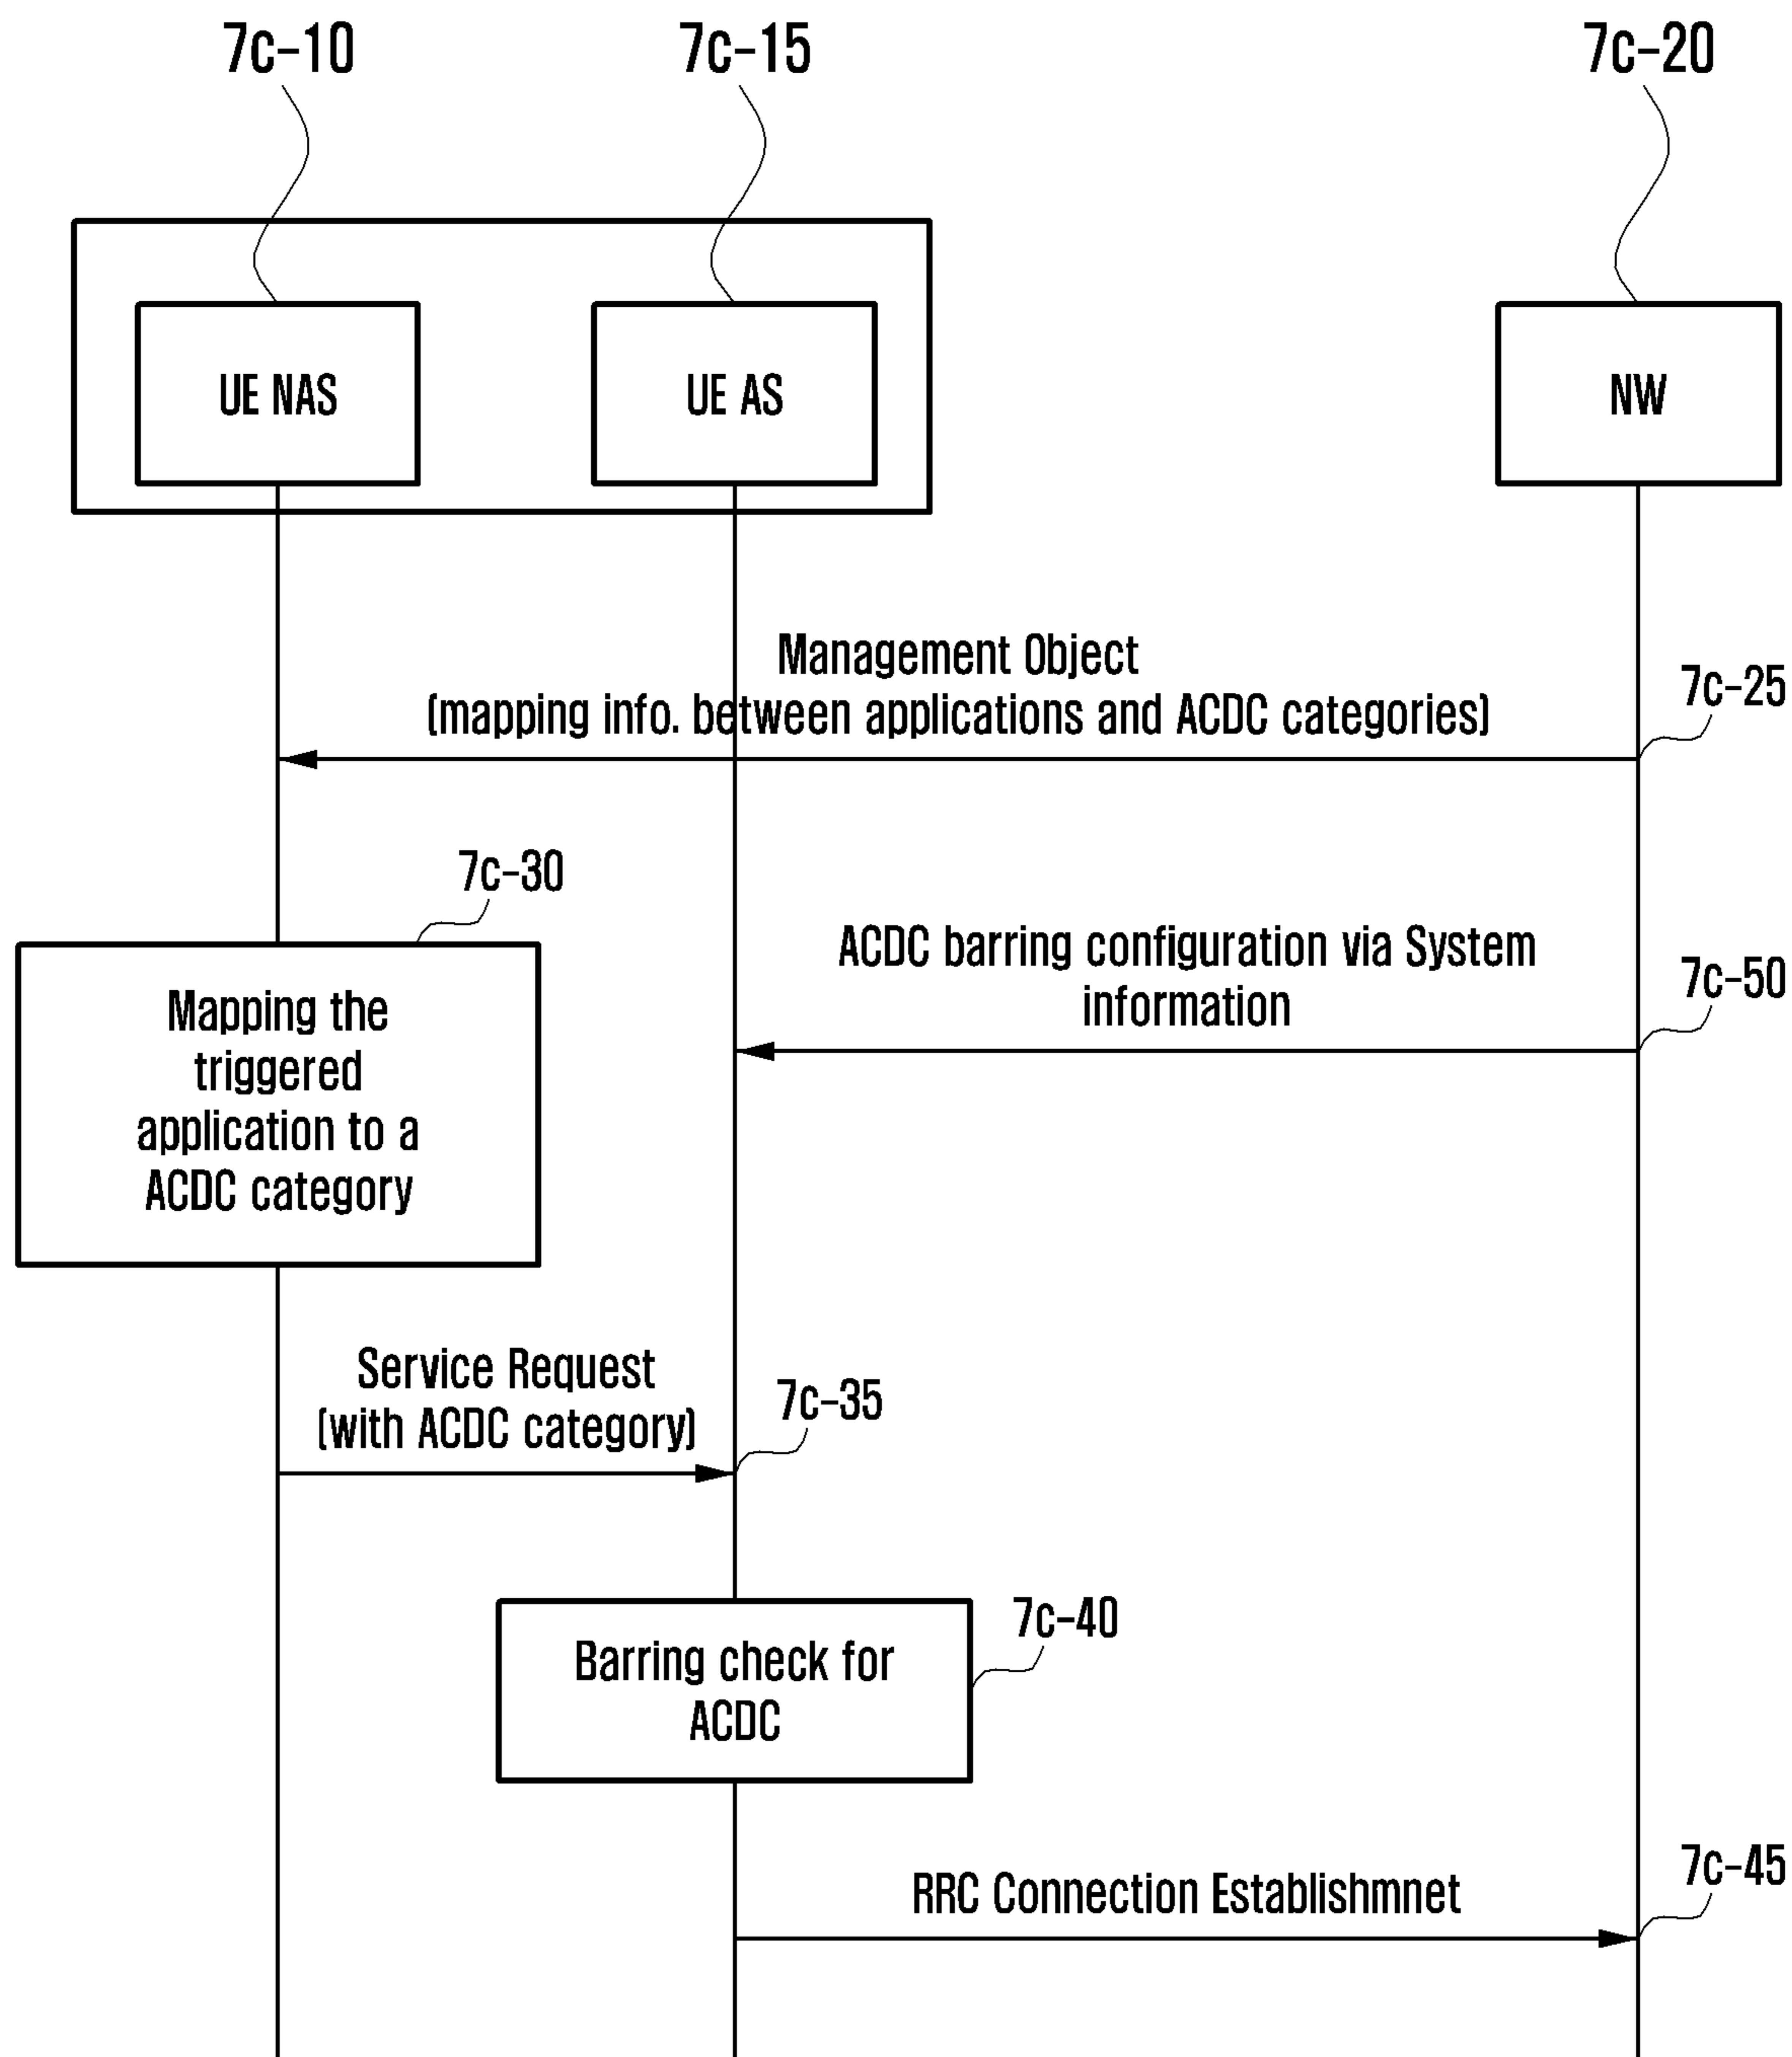 7c-10
7c-15
7c-20
UE NAS
UE AS
NW
Management Object
(mapping info. between applications and ACDC categories)
7c-25
7c-30
Mapping the
triggered
application to a
ACDC category
ACDC barring configuration via System
information
7c-50
Service Request
(with ACDC category)
7c-35
Barring check for
ACDC
7c-40
RRC Connection Establishmnet
7c-45